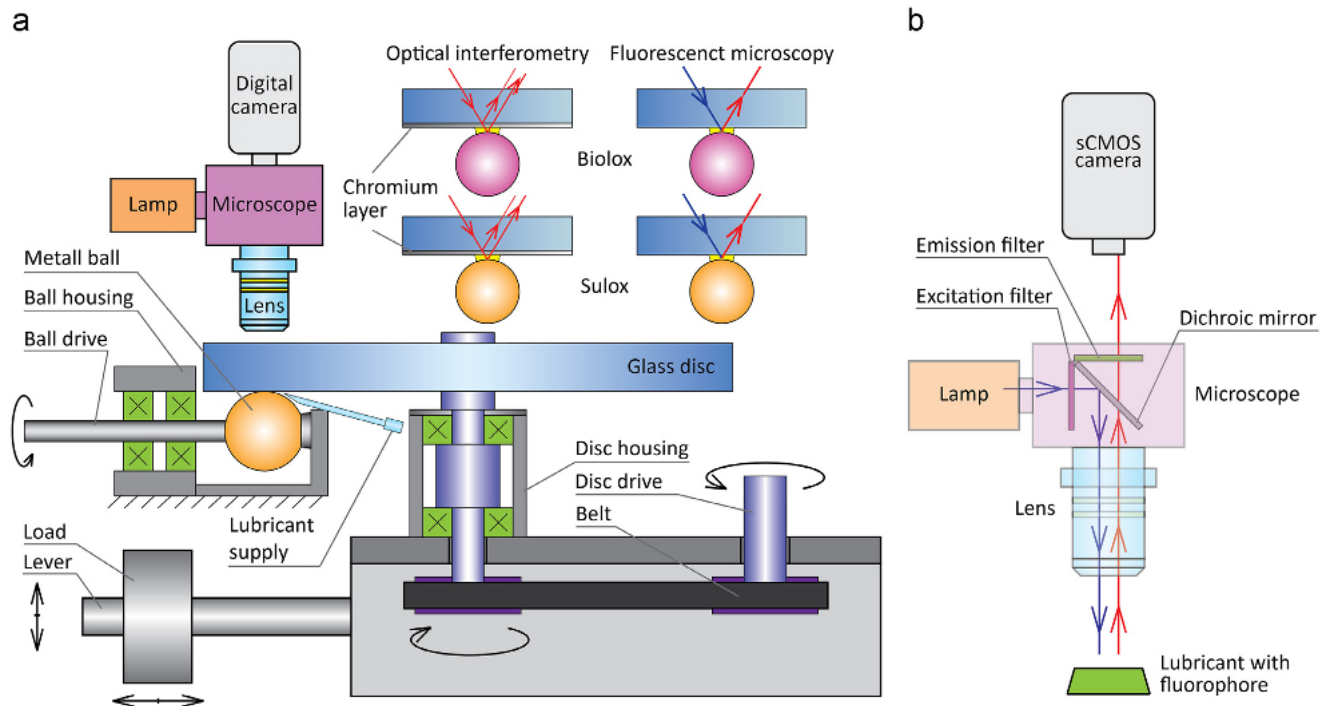 a
b
Optical interferometry
Fluorescenct microscopy
Digital
camera
Lamp
Microscope
Lens
Chromium
layer
Biolox
Sulox
Metall ball
Ball housing
Ball drive
Glass disc
Disc housing
Disc drive
Belt
Lubricant
supply
Load
Lever
sCMOS
camera
Emission filter
Excitation filter
Dichroic mirror
Lamp
Microscope
Lens
Lubricant with
fluorophore